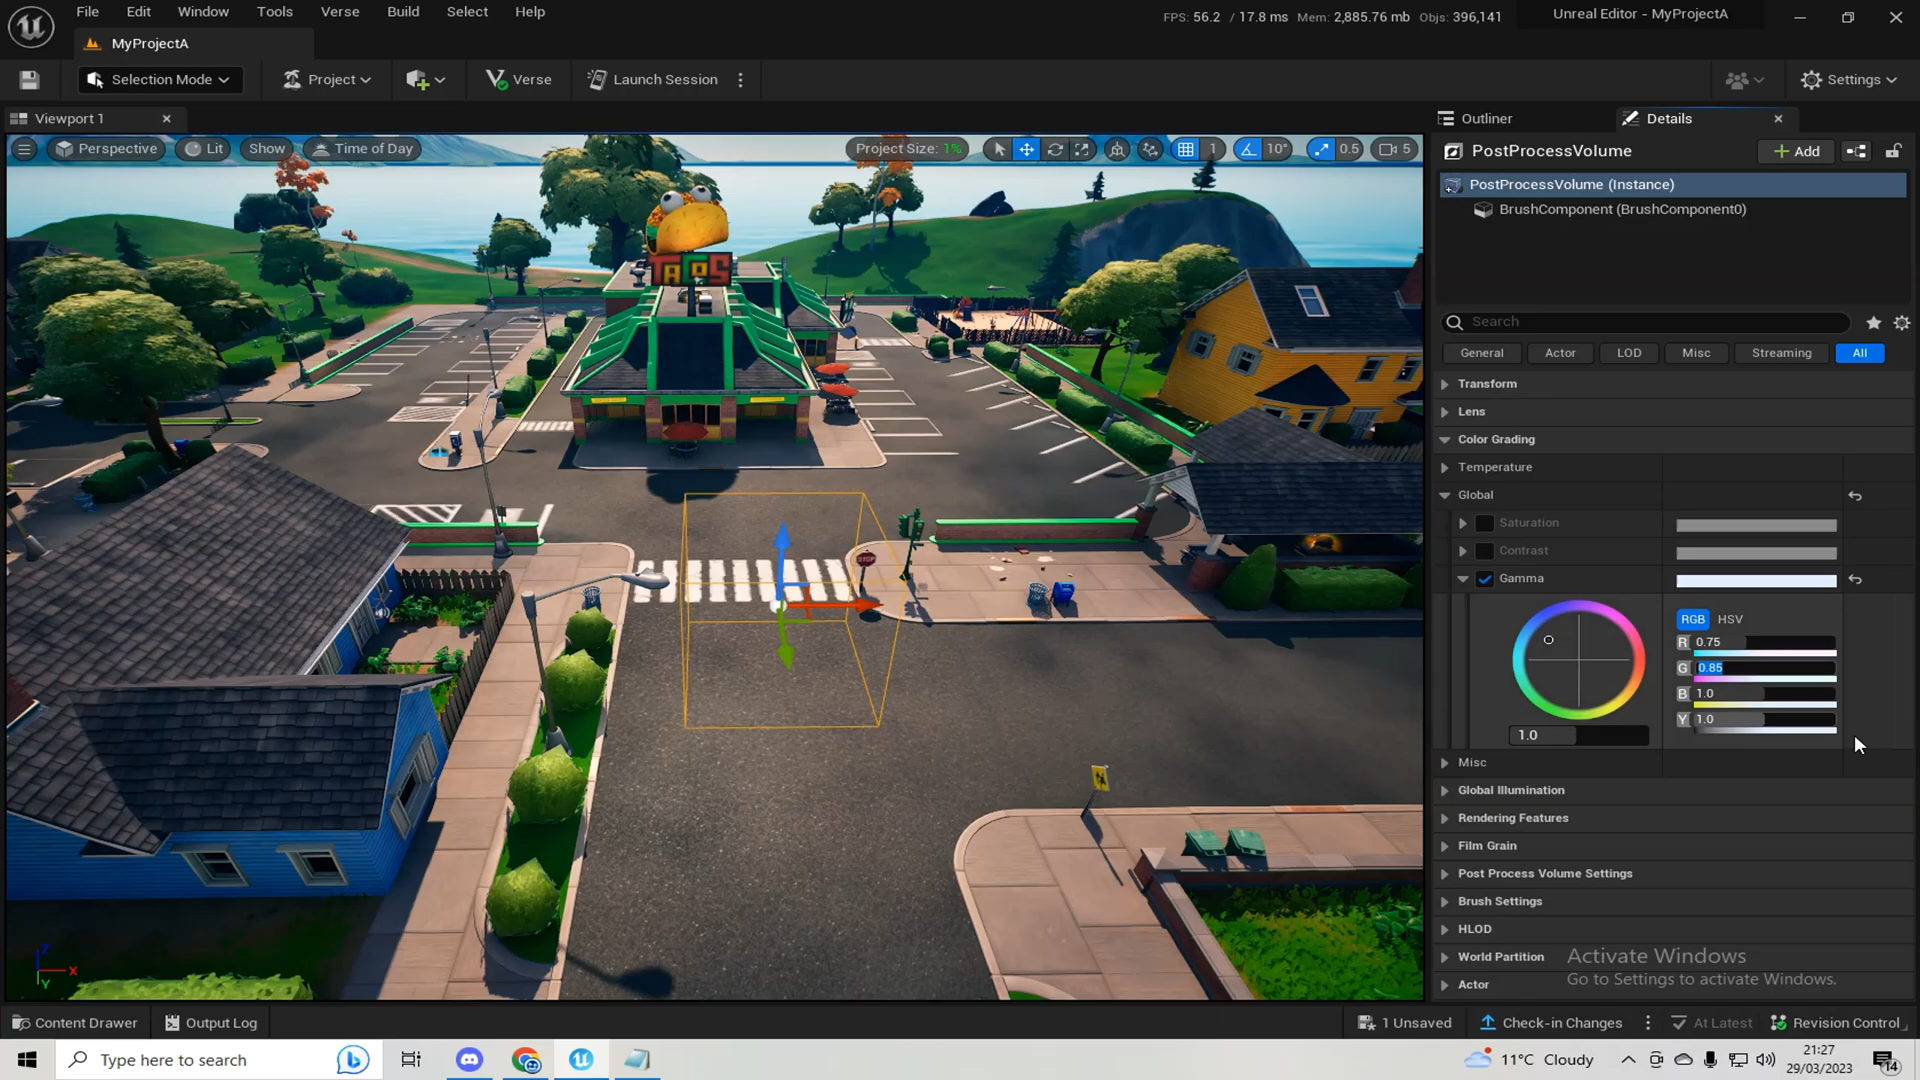 File Edit Window Tools Verse Build Select Help
FPS: 56.2 / 17.8 ms Mem: 2,885.76 mb Objs: 396,141
Unreal Editor - MyProjectA
MyProjectA
Selection Mode Project Verse Launch Session Settings
Viewport 1
Outliner Details
Perspective Lit Show Time of Day Project Size: 1% 1 10° 0.5 5
PostProcessVolume Add
PostProcessVolume (Instance)
BrushComponent (BrushComponent0)
TACOS
Search
General Actor LOD Misc Streaming All
Transform
Lens
Color Grading
Temperature
Global
Saturation
Contrast
Gamma
STOP
RGB HSV
R 0.75
G 0.85
B 1.0
Y 1.0
1.0
Misc
Global Illumination
Rendering Features
Film Grain
Post Process Volume Settings
Brush Settings
HLOD
World Partition
Actor
Activate Windows
Go to Settings to activate Windows.
Z
X
Y
Content Drawer Output Log 1 Unsaved Check-in Changes At Latest Revision Control
Type here to search 11°C Cloudy 21:27
29/03/2023 14